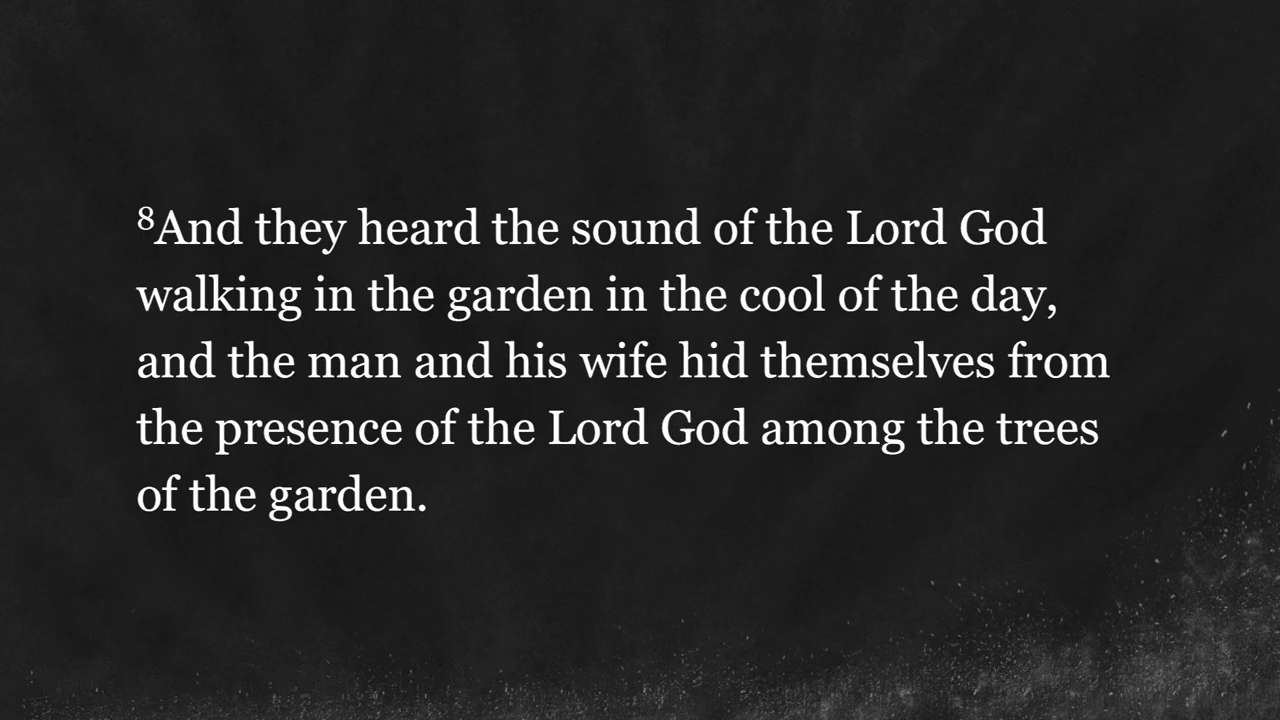 ⁸And they heard the sound of the Lord God
walking in the garden in the cool of the day,
and the man and his wife hid themselves from
the presence of the Lord God among the trees
of the garden.